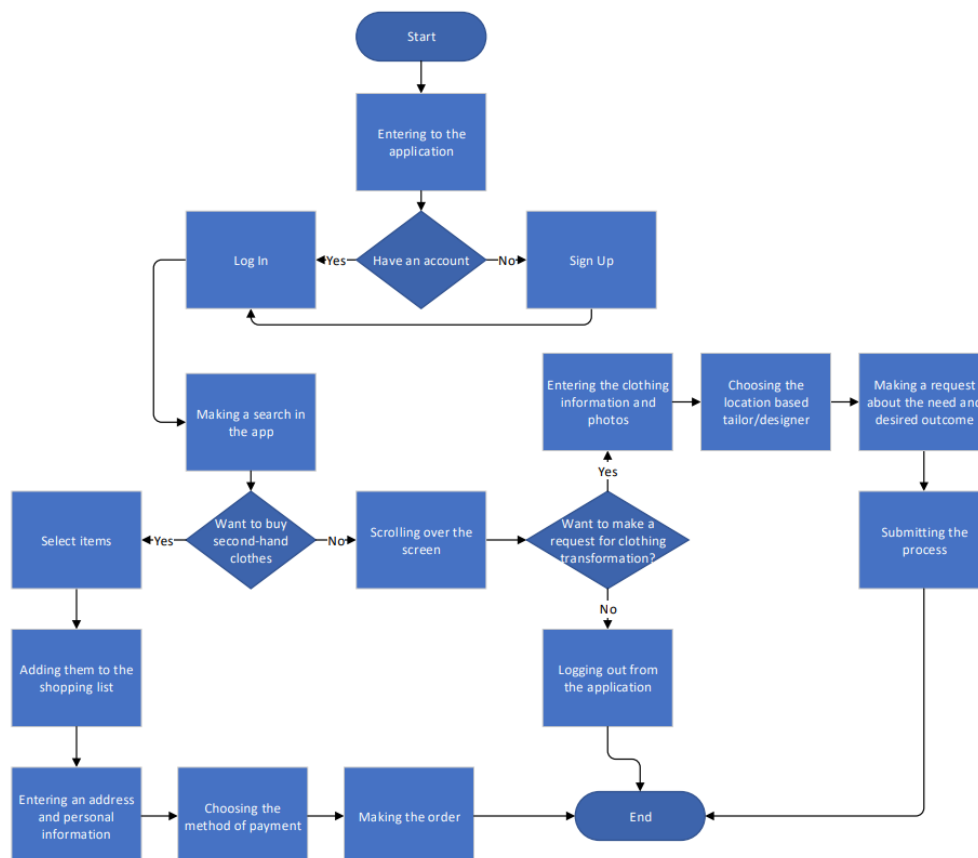 Start
Entering to the
application
Log In
Yes
Have an account
No
Sign Up
Making a search in
the app
Entering the clothing
information and
photos
Choosing the
location based
tailor/designer
Making a request
about the need and
desired outcome
Yes
Select items
Yes
Want to buy
second-hand
clothes
No
Scrolling over the
screen
Want to make a
request for clothing
transformation?
Submitting the
process
No
Adding them to the
shopping list
Logging out from
the application
Entering an address
and personal
information
Choosing the
method of payment
Making the order
End